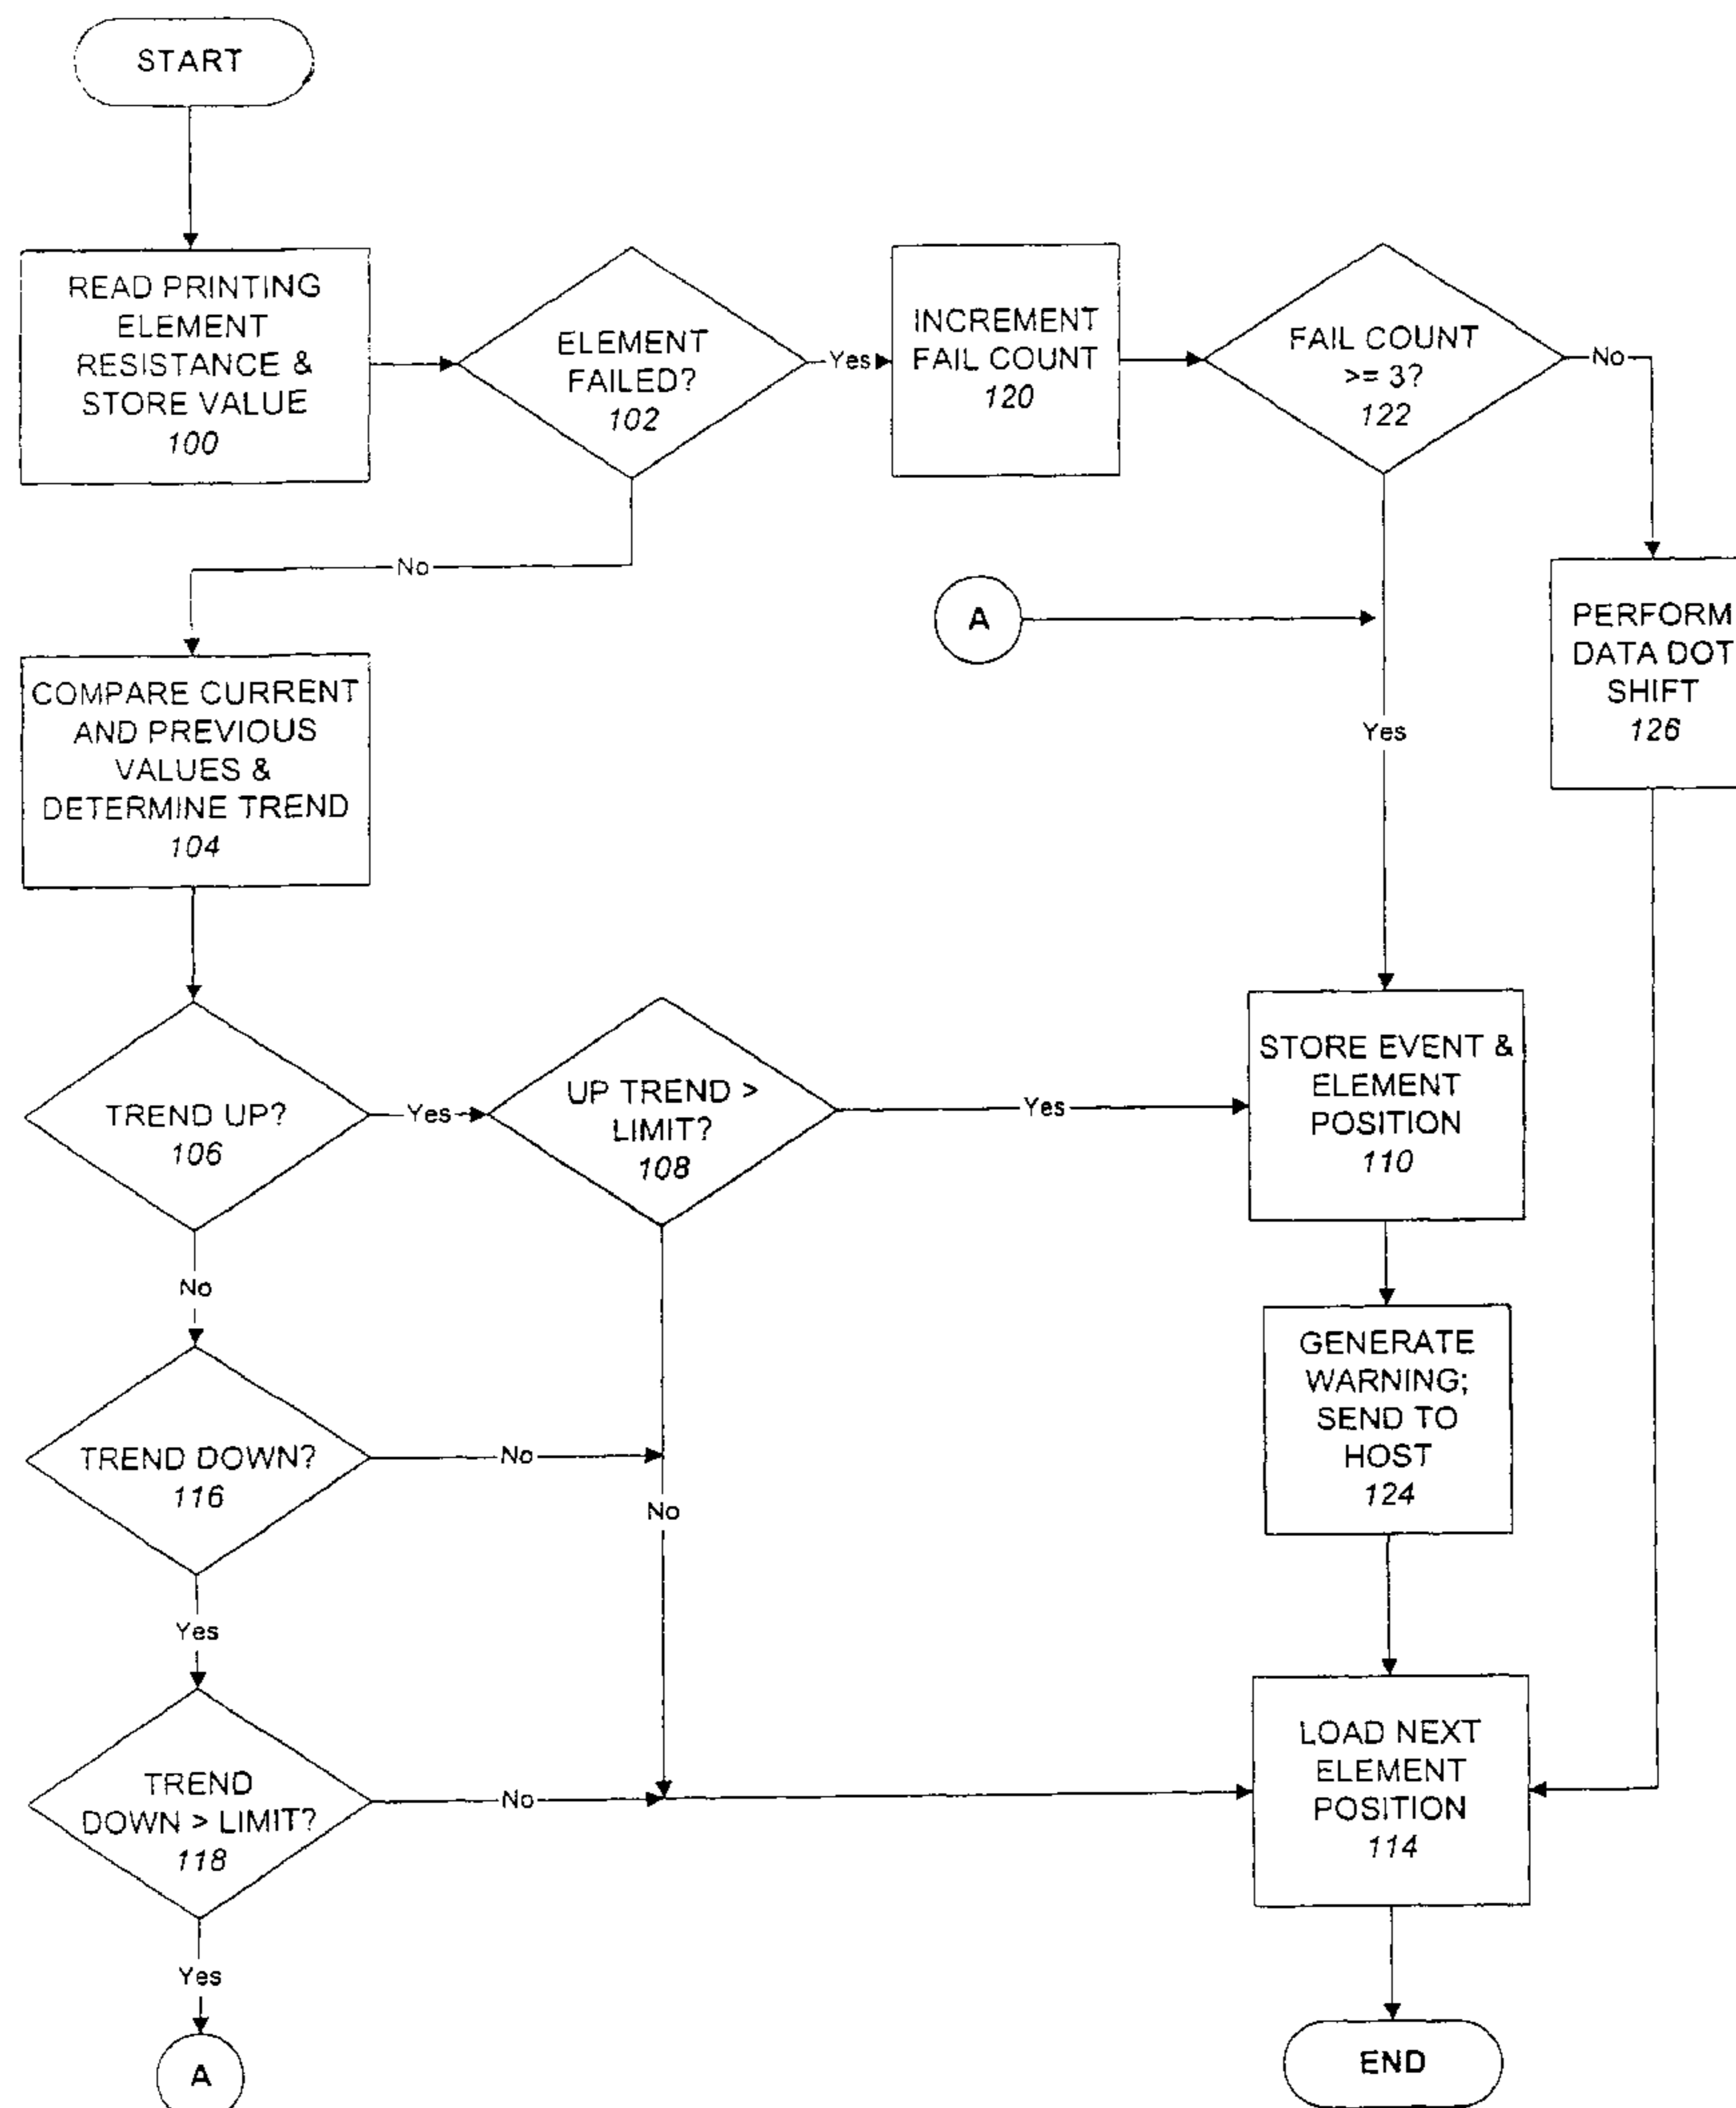 START
READ PRINTING
ELEMENT
RESISTANCE &
STORE VALUE
100
ELEMENT
FAILED?
102
Yes
INCREMENT
FAIL COUNT
120
FAIL COUNT
>= 3?
122
No
No
A
PERFORM
DATA DOT
SHIFT
126
COMPARE CURRENT
AND PREVIOUS
VALUES &
DETERMINE TREND
104
Yes
TREND UP?
106
Yes
UP TREND >
LIMIT?
108
Yes
STORE EVENT &
ELEMENT
POSITION
110
No
GENERATE
WARNING;
SEND TO
HOST
124
TREND DOWN?
116
No
No
Yes
TREND
DOWN > LIMIT?
118
No
LOAD NEXT
ELEMENT
POSITION
114
Yes
A
END